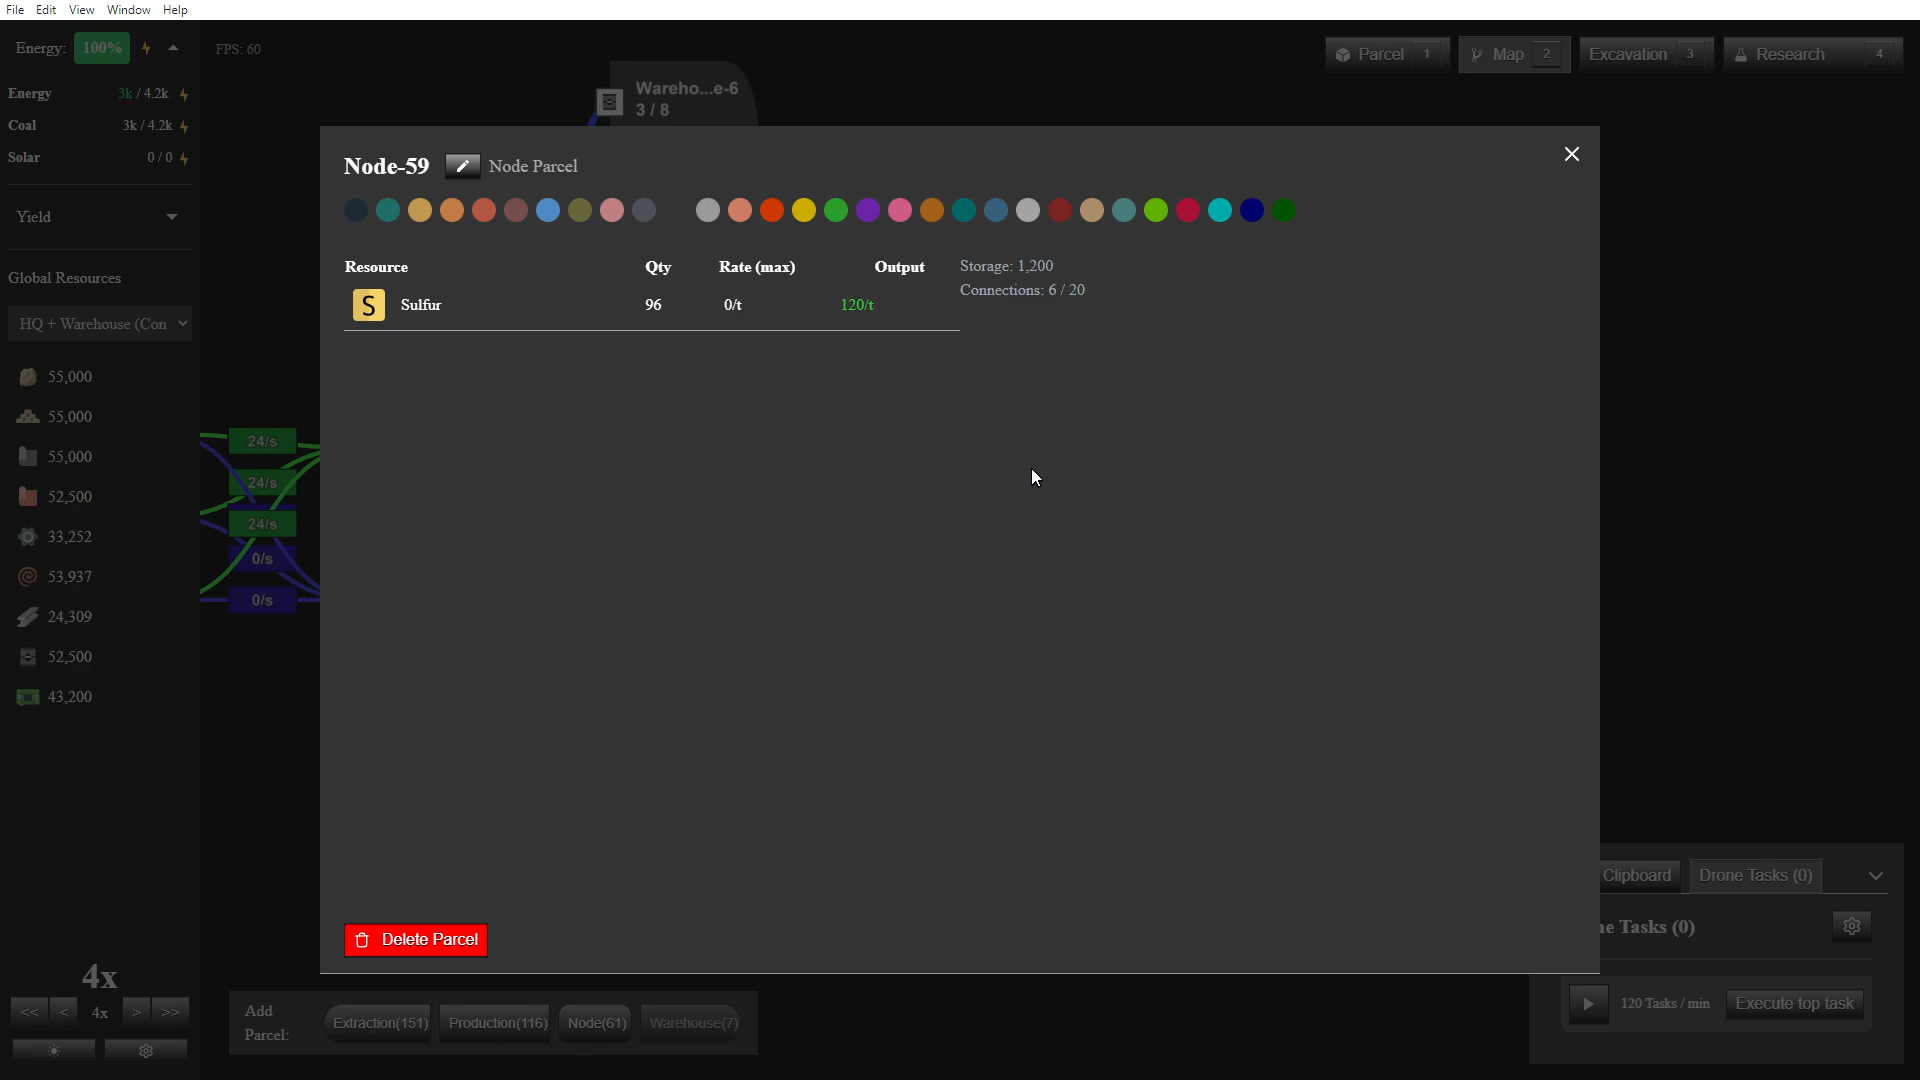 File Edit View Window Help
Energy: 100%
FPS: 60
Parcel 1
Map 2
Excavation 3
Research 4
Energy 3k / 4.2k
Coal 3k / 4.2k
Solar 0 / 0
Yield
Global Resources
HQ + Warehouse (Con
55,000
55,000
55,000
52,500
33,252
53,937
24,309
52,500
43,200
4x
<< < 4x > >>
Wareho...e-6
3 / 8
24/s
24/s
24/s
0/s
0/s
Node-59 Node Parcel
Resource Qty Rate (max) Output
S Sulfur 96 0/t 120/t
Storage: 1,200
Connections: 6 / 20
Delete Parcel
Add
Parcel:
Extraction(151) Production(116) Node(61) Warehouse(7)
Clipboard Drone Tasks (0)
ne Tasks (0)
120 Tasks / min Execute top task